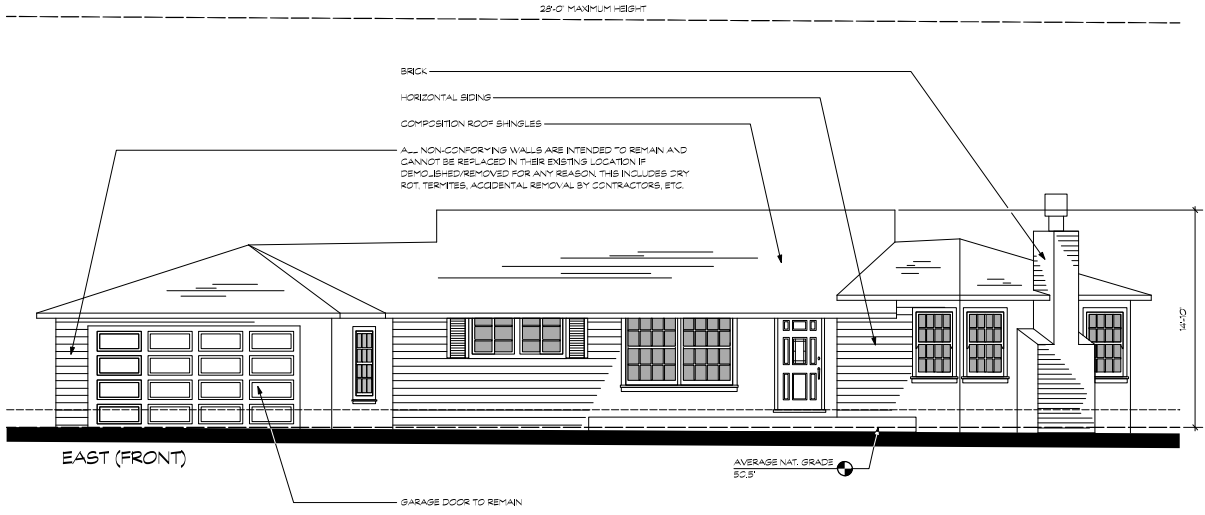 28'-0" MAXIMUM HEIGHT
BRICK
HORIZONTAL SIDING
COMPOSITION ROOF SHINGLES
ALL NON-CONFORMING WALLS ARE INTENDED TO REMAIN AND
CANNOT BE REPLACED IN THEIR EXISTING LOCATION IF
DEMOLISHED/REMOVED FOR ANY REASON. THIS INCLUDES DRY
ROT, TERMITES, ACCIDENTAL REMOVAL BY CONTRACTORS, ETC.
14'-10"
EAST (FRONT)
AVERAGE NAT. GRADE
GARAGE DOOR TO REMAIN